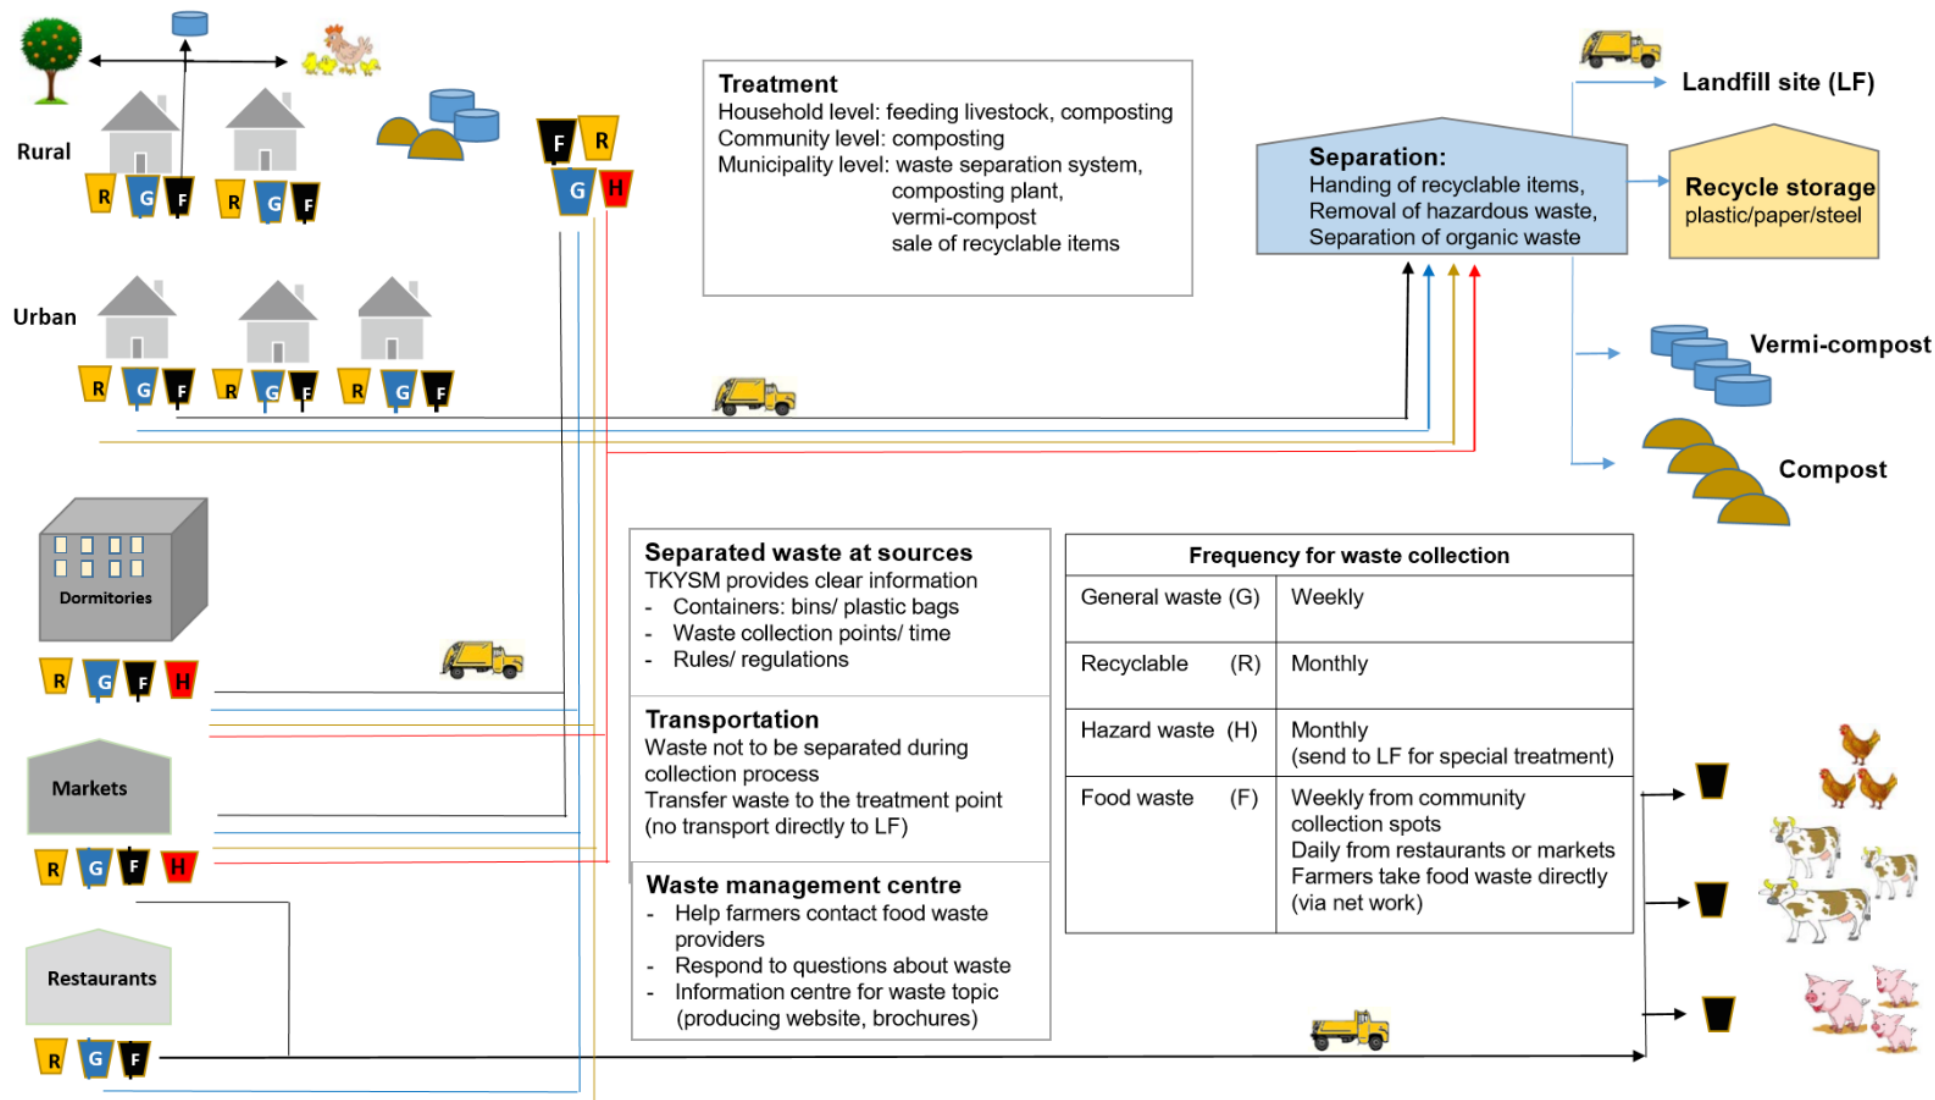 Rural
R G F R G F
F R
G H
Treatment
Household level: feeding livestock, composting
Community level: composting
Municipality level: waste separation system,
composting plant,
vermi-compost
sale of recyclable items
Separation:
Handing of recyclable items,
Removal of hazardous waste,
Separation of organic waste
Landfill site (LF)
Recycle storage
plastic/paper/steel
Urban
R G F R G F R G F
Vermi-compost
Compost
Dormitories
R G F H
Markets
R G F H
Restaurants
R G F
Separated waste at sources
TKYSM provides clear information
- Containers: bins/ plastic bags
- Waste collection points/ time
- Rules/ regulations
Transportation
Waste not to be separated during
collection process
Transfer waste to the treatment point
(no transport directly to LF)
Waste management centre
- Help farmers contact food waste
providers
- Respond to questions about waste
- Information centre for waste topic
(producing website, brochures)
Frequency for waste collection
General waste (G) Weekly
Recyclable (R) Monthly
Hazard waste (H) Monthly
(send to LF for special treatment)
Food waste (F) Weekly from community
collection spots
Daily from restaurants or markets
Farmers take food waste directly
(via net work)